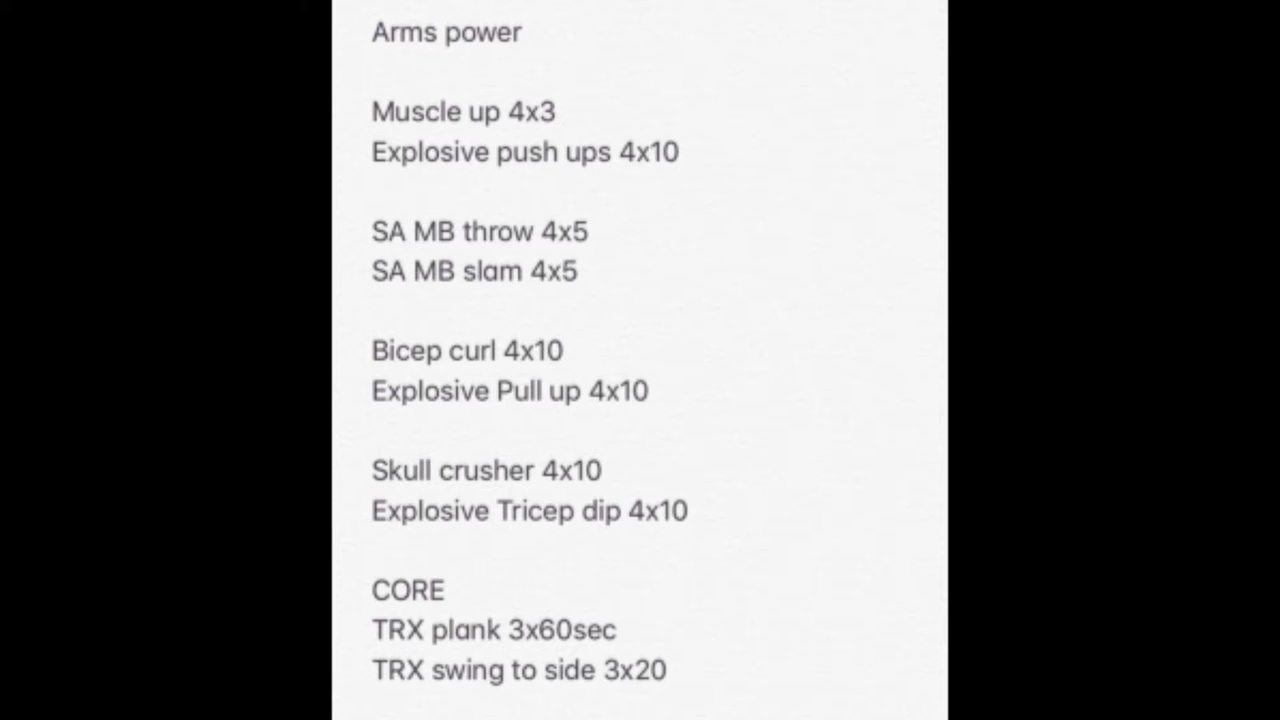 Arms power
Muscle up 4x3
Explosive push ups 4x10
SA MB throw 4x5
SA MB slam 4x5
Bicep curl 4x10
Explosive Pull up 4x10
Skull crusher 4x10
Explosive Tricep dip 4x10
CORE
TRX plank 3x60sec
TRX swing to side 3x20